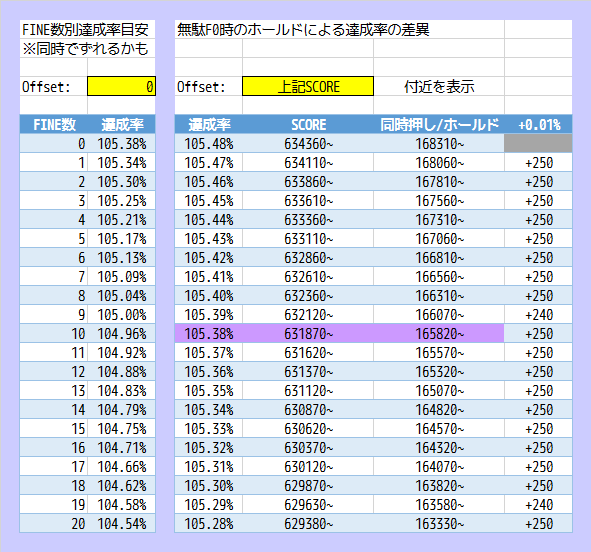 FINE数別達成率目安 無駄F0時のホールドによる達成率の差異
※同時でずれるかも
Offset: 0 Offset: 上記SCORE 付近を表示
FINE数 達成率 達成率 SCORE 同時押し/ホールド +0.01%
0 105.38% 105.48% 634360~ 168310~
1 105.34% 105.47% 634110~ 168060~ +250
2 105.30% 105.46% 633860~ 167810~ +250
3 105.25% 105.45% 633610~ 167560~ +250
4 105.21% 105.44% 633360~ 167310~ +250
5 105.17% 105.43% 633110~ 167060~ +250
6 105.13% 105.42% 632860~ 166810~ +250
7 105.09% 105.41% 632610~ 166560~ +250
8 105.04% 105.40% 632360~ 166310~ +250
9 105.00% 105.39% 632120~ 166070~ +240
10 104.96% 105.38% 631870~ 165820~ +250
11 104.92% 105.37% 631620~ 165570~ +250
12 104.88% 105.36% 631370~ 165320~ +250
13 104.83% 105.35% 631120~ 165070~ +250
14 104.79% 105.34% 630870~ 164820~ +250
15 104.75% 105.33% 630620~ 164570~ +250
16 104.71% 105.32% 630370~ 164320~ +250
17 104.66% 105.31% 630120~ 164070~ +250
18 104.62% 105.30% 629870~ 163820~ +250
19 104.58% 105.29% 629630~ 163580~ +240
20 104.54% 105.28% 629380~ 163330~ +250